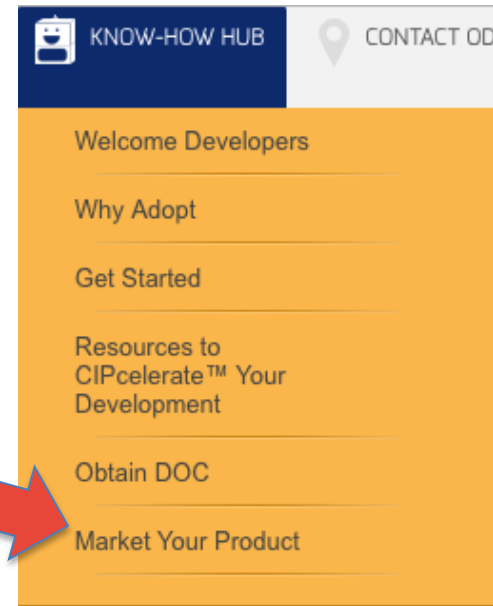 KNOW-HOW HUB
CONTACT OD
Welcome Developers
Why Adopt
Get Started
Resources to
CIPcelerate™ Your
Development
Obtain DOC
Market Your Product